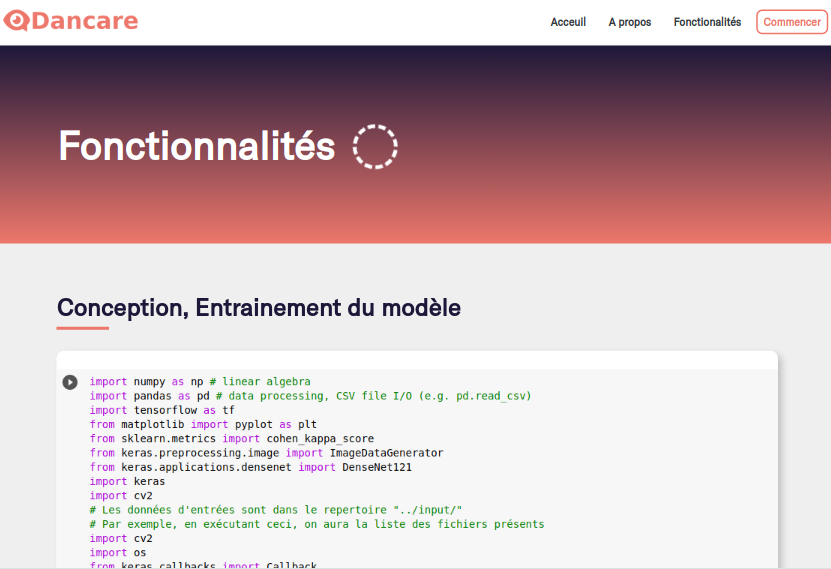 Dancare
Acceuil A propos Fonctionalités Commencer
Fonctionnalités
Conception, Entrainement du modèle
import numpy as np # linear algebra
import pandas as pd # data processing, CSV file I/O (e.g. pd.read_csv)
import tensorflow as tf
from matplotlib import pyplot as plt
from sklearn.metrics import cohen_kappa_score
from keras.preprocessing.image import ImageDataGenerator
from keras.applications.densenet import DenseNet121
import keras
import cv2
# Les données d'entrées sont dans le repertoire "../input/"
# Par exemple, en exécutant ceci, on aura la liste des fichiers présents
import cv2
import os
from keras.callbacks import Callback